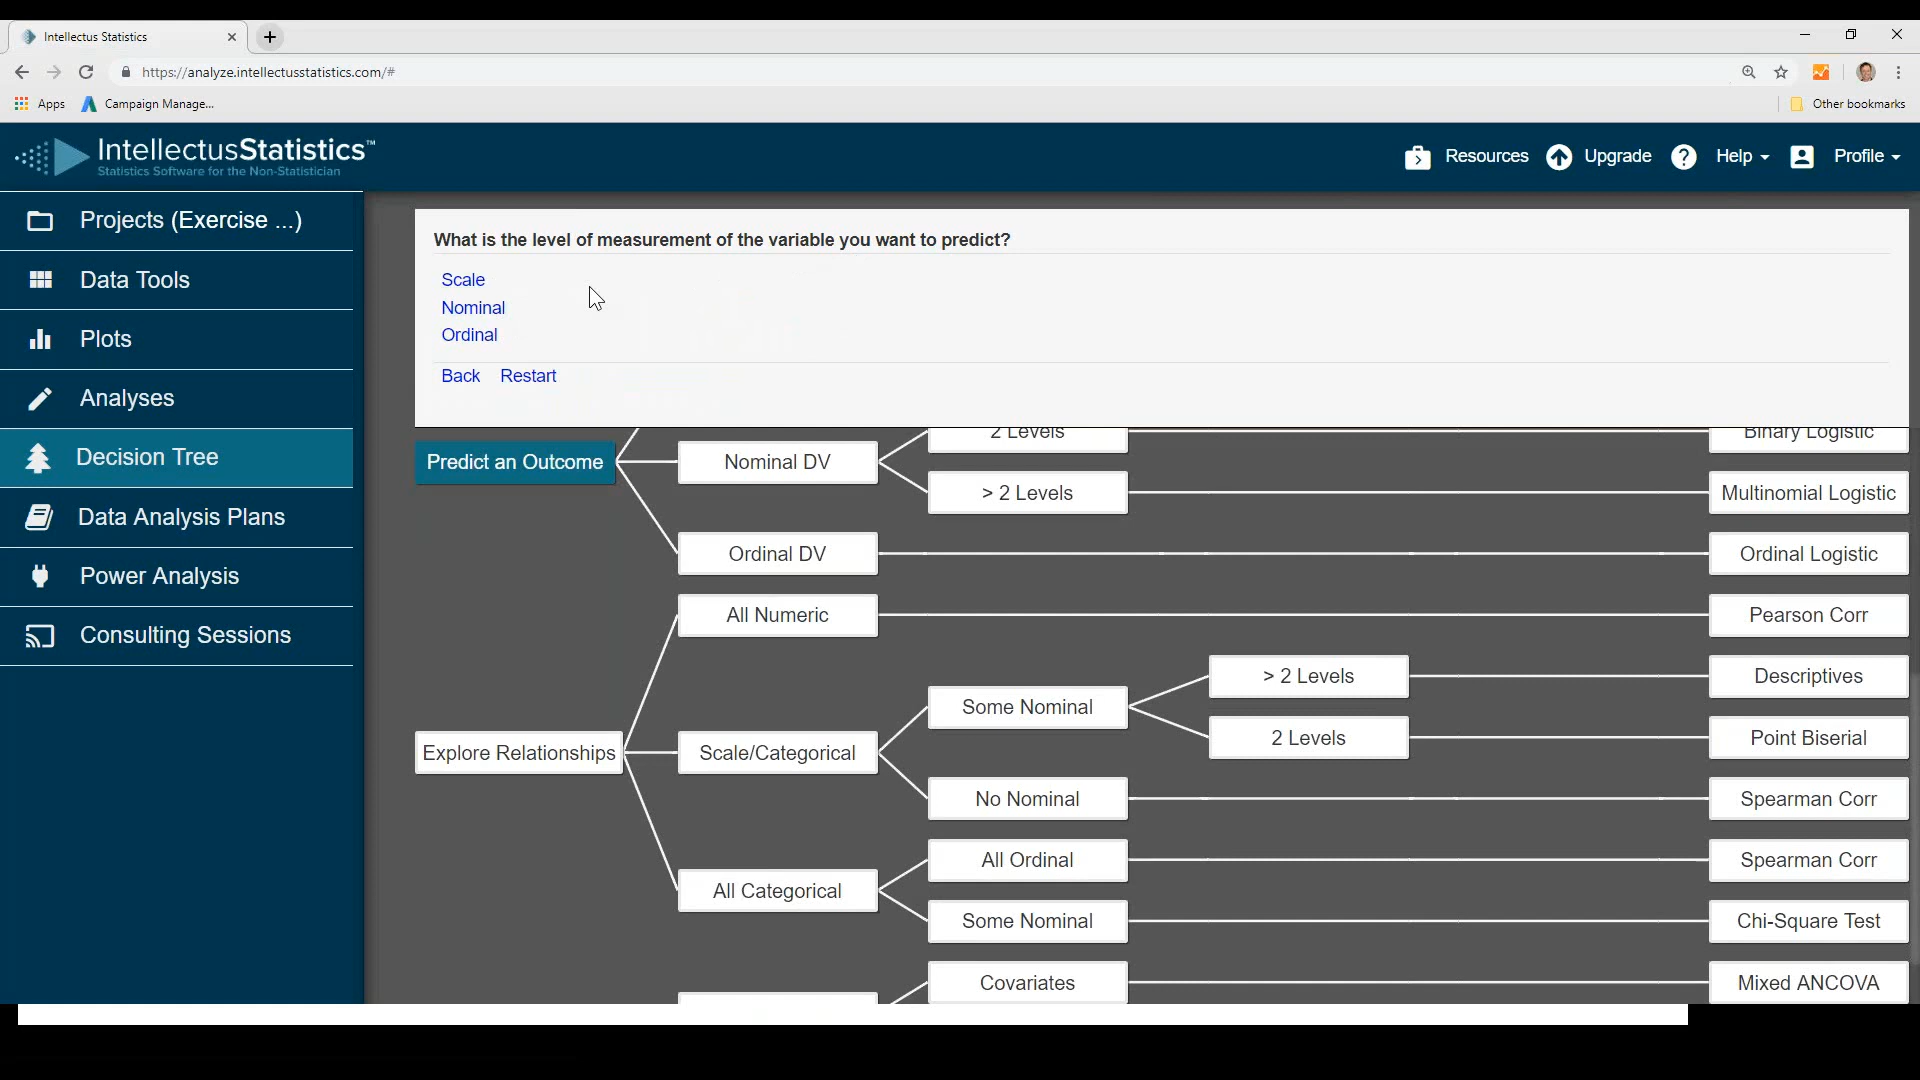 Intellectus Statistics
https://analyze.intellectusstatistics.com/#
Apps Campaign Manage... Other bookmarks
IntellectusStatistics™
Statistics Software for the Non-Statistician
Resources Upgrade ? Help Profile
Projects (Exercise ...)
Data Tools
Plots
Analyses
Decision Tree
Data Analysis Plans
Power Analysis
Consulting Sessions
What is the level of measurement of the variable you want to predict?
Scale
Nominal
Ordinal
Back Restart
2 Levels Binary Logistic
Predict an Outcome Nominal DV
> 2 Levels Multinomial Logistic
Ordinal DV Ordinal Logistic
All Numeric Pearson Corr
> 2 Levels Descriptives
Some Nominal
2 Levels Point Biserial
Explore Relationships Scale/Categorical
No Nominal Spearman Corr
All Ordinal Spearman Corr
All Categorical
Some Nominal Chi-Square Test
Covariates Mixed ANCOVA